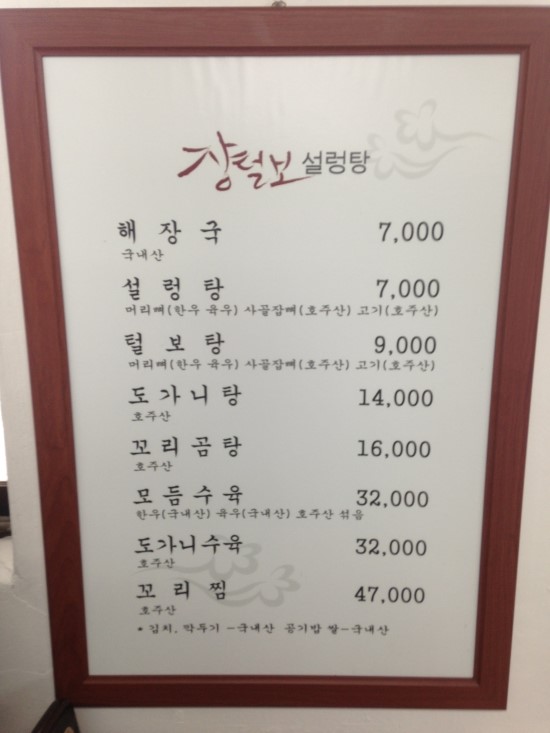 장털보 설렁탕
해장국 7,000
국내산
설렁탕 7,000
머리뼈(한우 육우) 사골잡뼈(호주산) 고기(호주산)
털보탕 9,000
머리뼈(한우 육우) 사골잡뼈(호주산) 고기(호주산)
도가니탕 14,000
호주산
꼬리곰탕 16,000
호주산
모듬수육 32,000
한우(국내산) 육우(국내산) 호주산 섞음
도가니수육 32,000
호주산
꼬리찜 47,000
호주산
* 김치, 깍두기 -국내산 공기밥 쌀-국내산